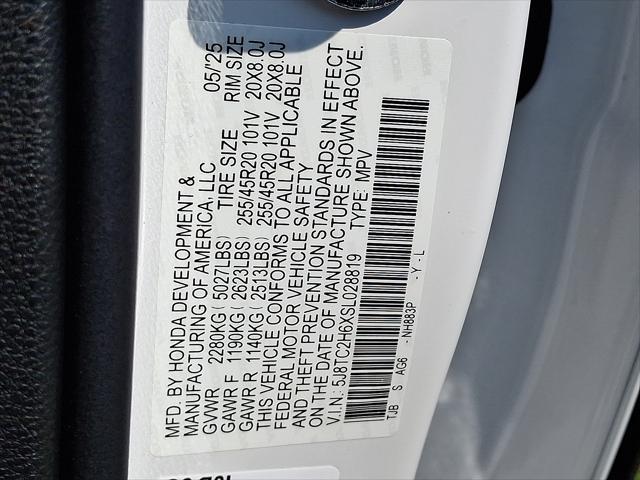 MFD. BY HONDA DEVELOPMENT &
MANUFACTURING OF AMERICA, LLC 05/'25
GVWR 2280KG( 5027LBS) TIRE SIZE RIM SIZE
GAWR F 1190KG( 2623LBS) 255/45R20 101V 20X8.0J
GAWR R 1140KG( 2513LBS) 255/45R20 101V 20X8.0J
THIS VEHICLE CONFORMS TO ALL APPLICABLE
FEDERAL MOTOR VEHICLE SAFETY
AND THEFT PREVENTION STANDARDS IN EFFECT
ON THE DATE OF MANUFACTURE SHOWN ABOVE.
V.I.N.: 5J8TC2H6XSL028819 TYPE: MPV
TJB S AG6 - NH883P - Y - L